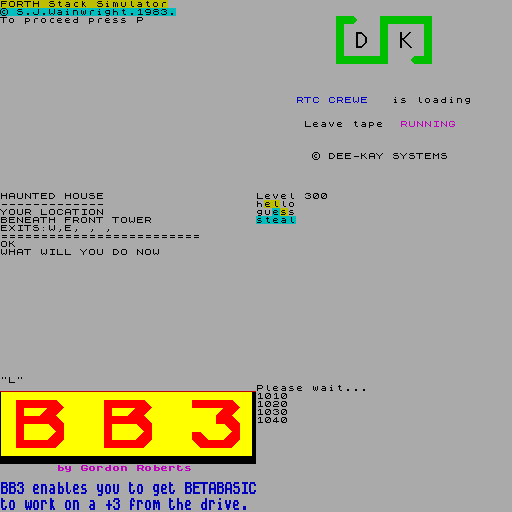 FORTH Stack Simulator
© S.J.Wainwright.1983.
To proceed press P
D K
RTC CREWE is loading
Leave tape RUNNING
© DEE-KAY SYSTEMS
HAUNTED HOUSE
-------------
YOUR LOCATION
BENEATH FRONT TOWER
EXITS:W,E, , ,
=========================
OK
WHAT WILL YOU DO NOW
"L"
Level 300
hello
guess
steal
BB3
by Gordon Roberts
BB3 enables you to get BETABASIC
to work on a +3 from the drive.
Please wait...
1010
1020
1030
1040